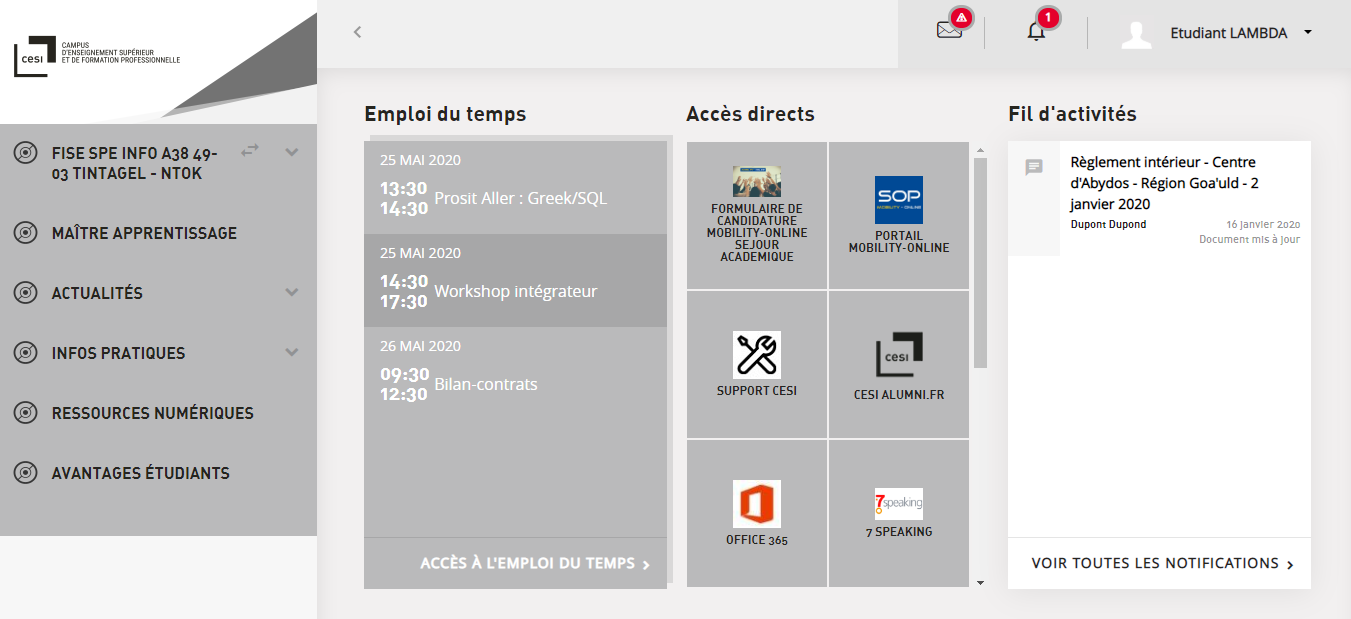 cesi
CAMPUS
D'ENSEIGNEMENT SUPÉRIEUR
ET DE FORMATION PROFESSIONNELLE
1
Etudiant LAMBDA
FISE SPE INFO A38 49-
03 TINTAGEL - NTOK
MAÎTRE APPRENTISSAGE
ACTUALITÉS
INFOS PRATIQUES
RESSOURCES NUMÉRIQUES
AVANTAGES ÉTUDIANTS
Emploi du temps
25 MAI 2020
13:30
14:30
Prosit Aller : Greek/SQL
25 MAI 2020
14:30
17:30
Workshop intégrateur
26 MAI 2020
09:30
12:30
Bilan-contrats
ACCÈS À L'EMPLOI DU TEMPS
Accès directs
FORMULAIRE DE
CANDIDATURE
MOBILITY-ONLINE
SEJOUR
ACADEMIQUE
SOP
MOBILITY - ONLINE
PORTAIL
MOBILITY-ONLINE
SUPPORT CESI
cesi
CESI ALUMNI.FR
OFFICE 365
7speaking
7 SPEAKING
Fil d'activités
Règlement intérieur - Centre
d'Abydos - Région Goa'uld - 2
janvier 2020
Dupont Dupond
16 janvier 2020
Document mis à jour
VOIR TOUTES LES NOTIFICATIONS